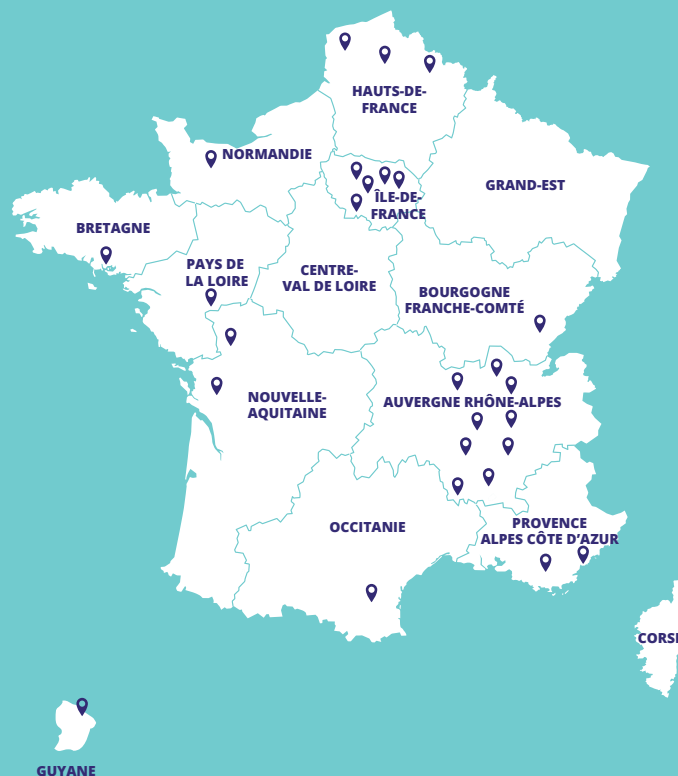 HAUTS-DE-
FRANCE
NORMANDIE
ÎLE-DE-
FRANCE
GRAND-EST
BRETAGNE
PAYS DE
LA LOIRE
CENTRE-
VAL DE LOIRE
BOURGOGNE
FRANCHE-COMTÉ
NOUVELLE-
AQUITAINE
AUVERGNE RHÔNE-ALPES
OCCITANIE
PROVENCE
ALPES CÔTE D'AZUR
GUYANE